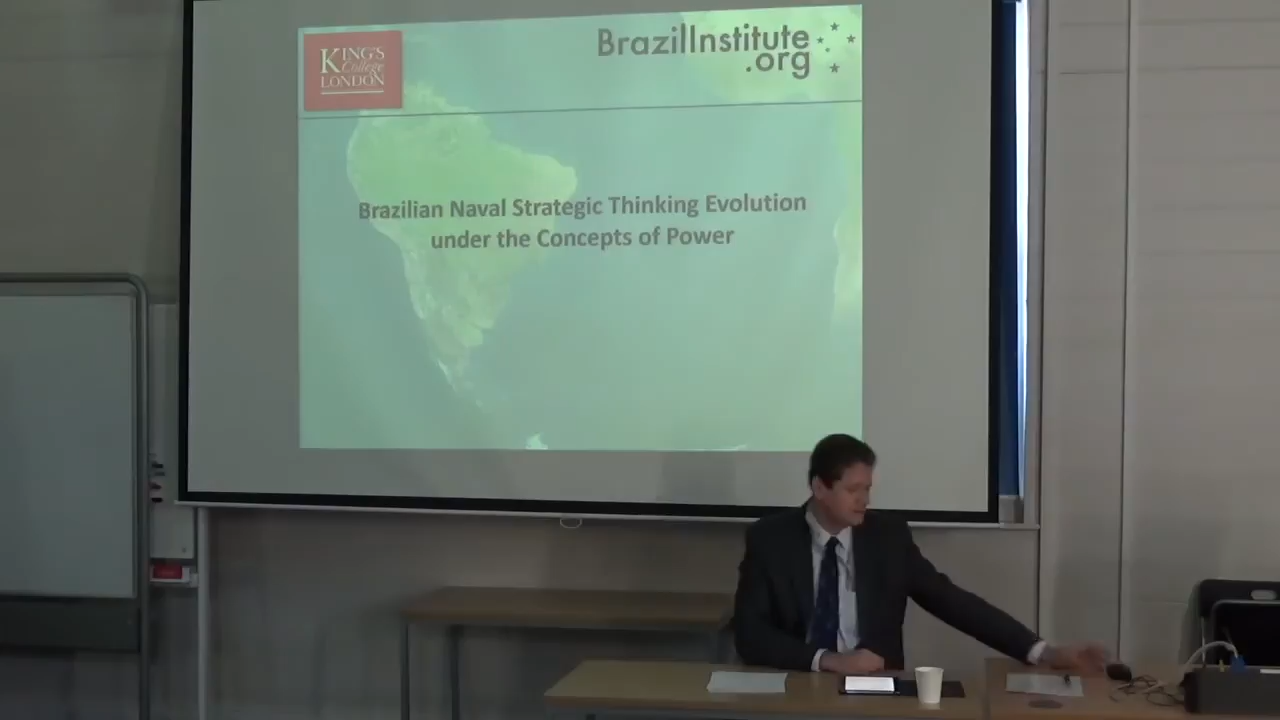 KING'S
College
LONDON
BrazilInstitute
.org
Brazilian Naval Strategic Thinking Evolution
under the Concepts of Power